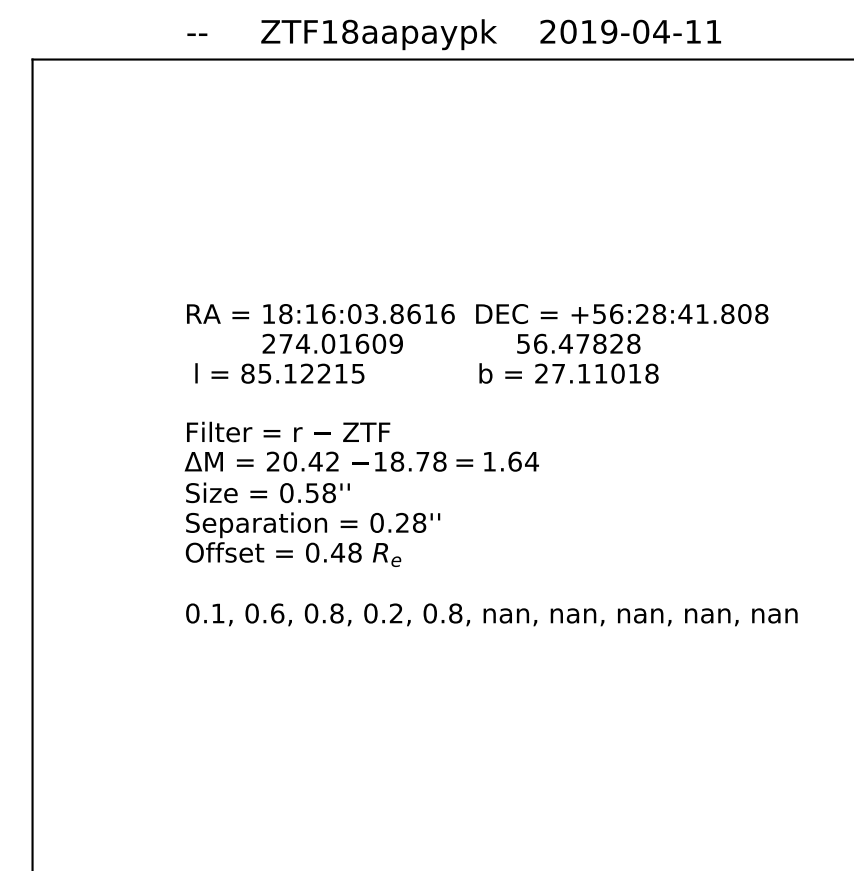 -- ZTF18aapaypk 2019-04-11
RA = 18:16:03.8616 DEC = +56:28:41.808
274.01609 56.47828
l = 85.12215 b = 27.11018
Filter = r − ZTF
ΔM = 20.42 −18.78 = 1.64
Size = 0.58''
Separation = 0.28''
Offset = 0.48 Rₑ
0.1, 0.6, 0.8, 0.2, 0.8, nan, nan, nan, nan, nan